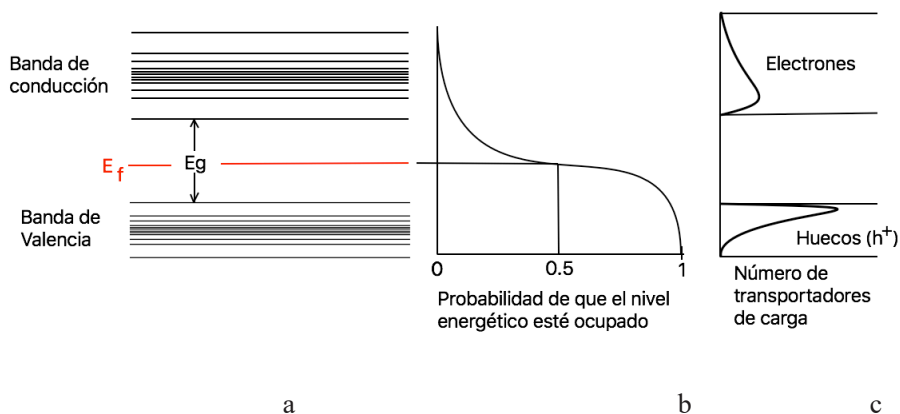 Banda de
conducción
E f
Eg
Banda de
Valencia
0
0.5
1
Probabilidad de que el nivel
energético esté ocupado
Electrones
Huecos (h+)
Número de
transportadores
de carga
a
b
c